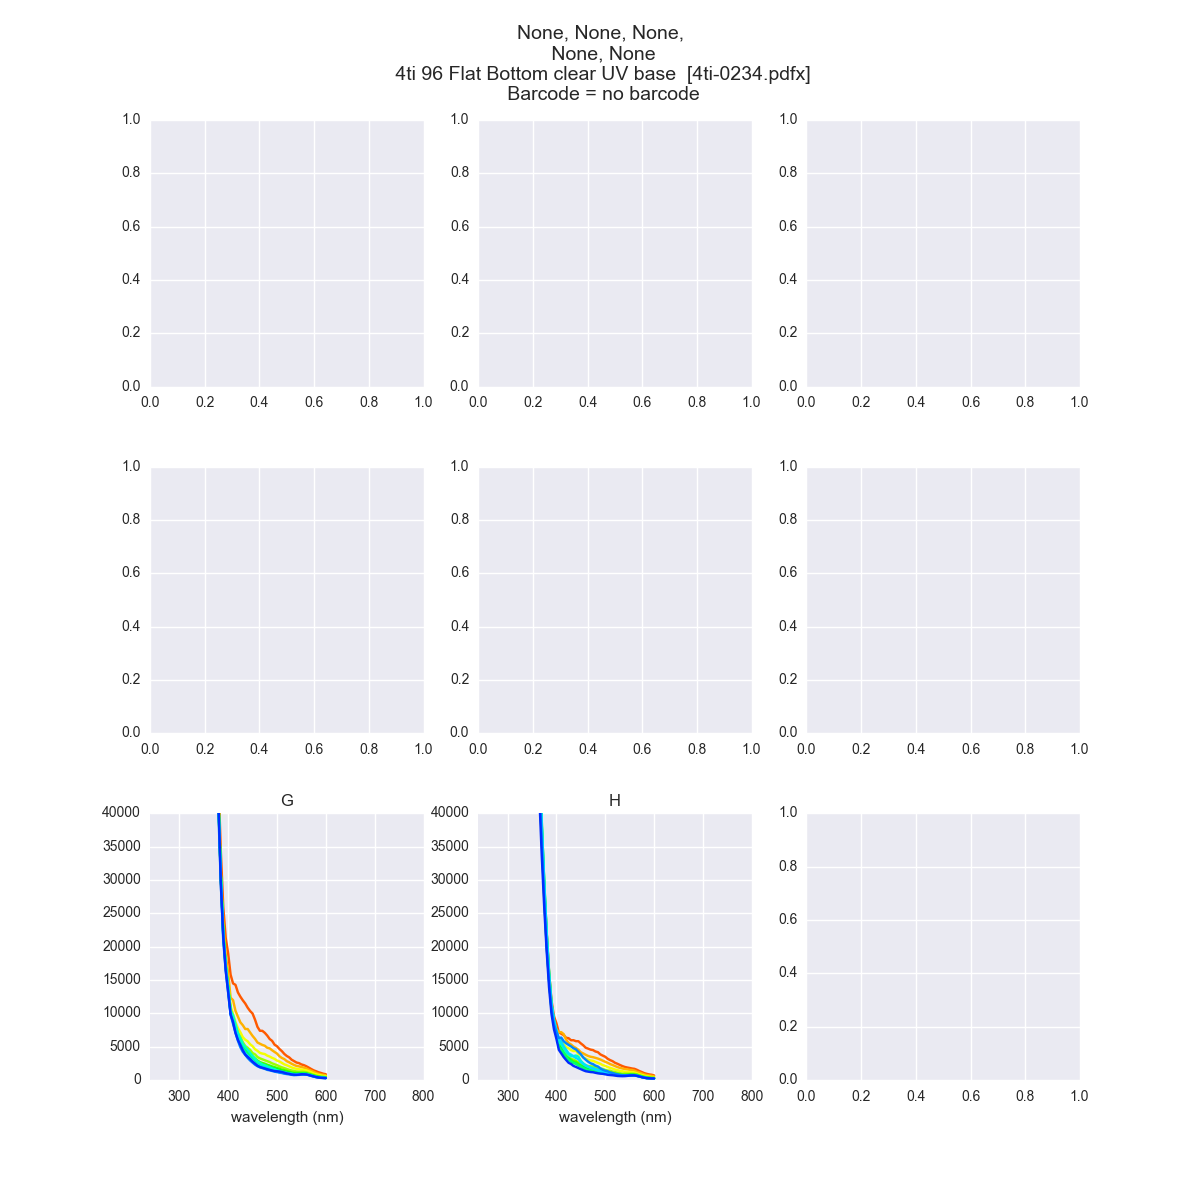 None, None, None,
None, None
4ti 96 Flat Bottom clear UV base [4ti-0234.pdfx]
Barcode = no barcode
1.0 1.0 1.0
0.8 0.8 0.8
0.6 0.6 0.6
0.4 0.4 0.4
0.2 0.2 0.2
0.0 0.0 0.0
0.0 0.2 0.4 0.6 0.8 1.0 0.0 0.2 0.4 0.6 0.8 1.0 0.0 0.2 0.4 0.6 0.8 1.0
1.0 1.0 1.0
0.8 0.8 0.8
0.6 0.6 0.6
0.4 0.4 0.4
0.2 0.2 0.2
0.0 0.0 0.0
0.0 0.2 0.4 0.6 0.8 1.0 0.0 0.2 0.4 0.6 0.8 1.0 0.0 0.2 0.4 0.6 0.8 1.0
G H
40000 40000 1.0
35000 35000
30000 30000 0.8
25000 25000
20000 20000 0.6
15000 15000 0.4
10000 10000
5000 5000 0.2
0 0 0.0
300 400 500 600 700 800 300 400 500 600 700 800 0.0 0.2 0.4 0.6 0.8 1.0
wavelength (nm) wavelength (nm)